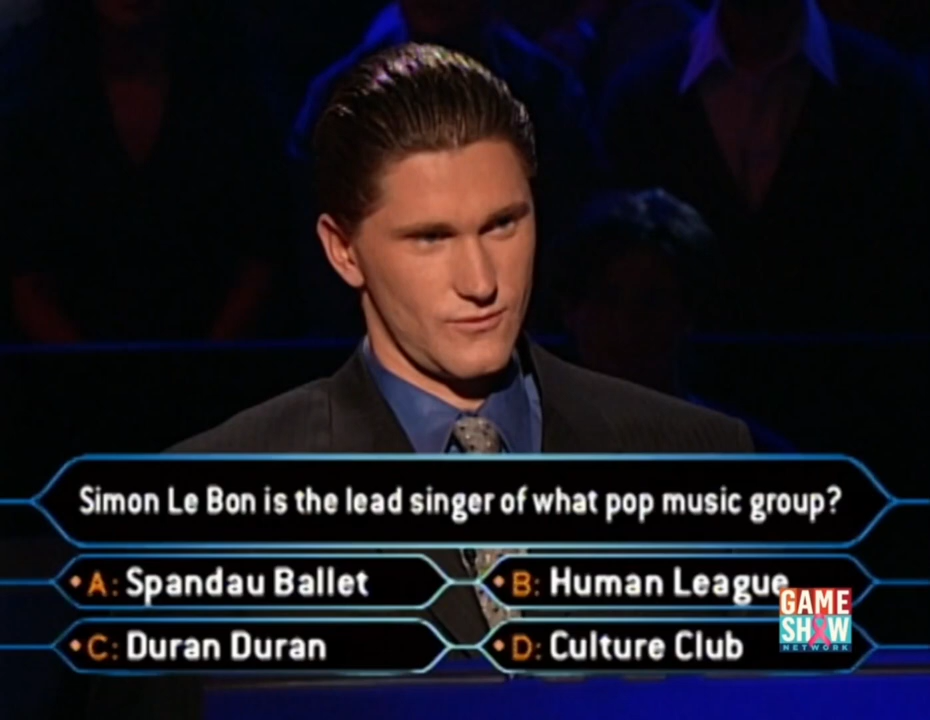 Simon Le Bon is the lead singer of what pop music group?
A: Spandau Ballet
B: Human League
C: Duran Duran
D: Culture Club
GAME
SHOW
NETWORK